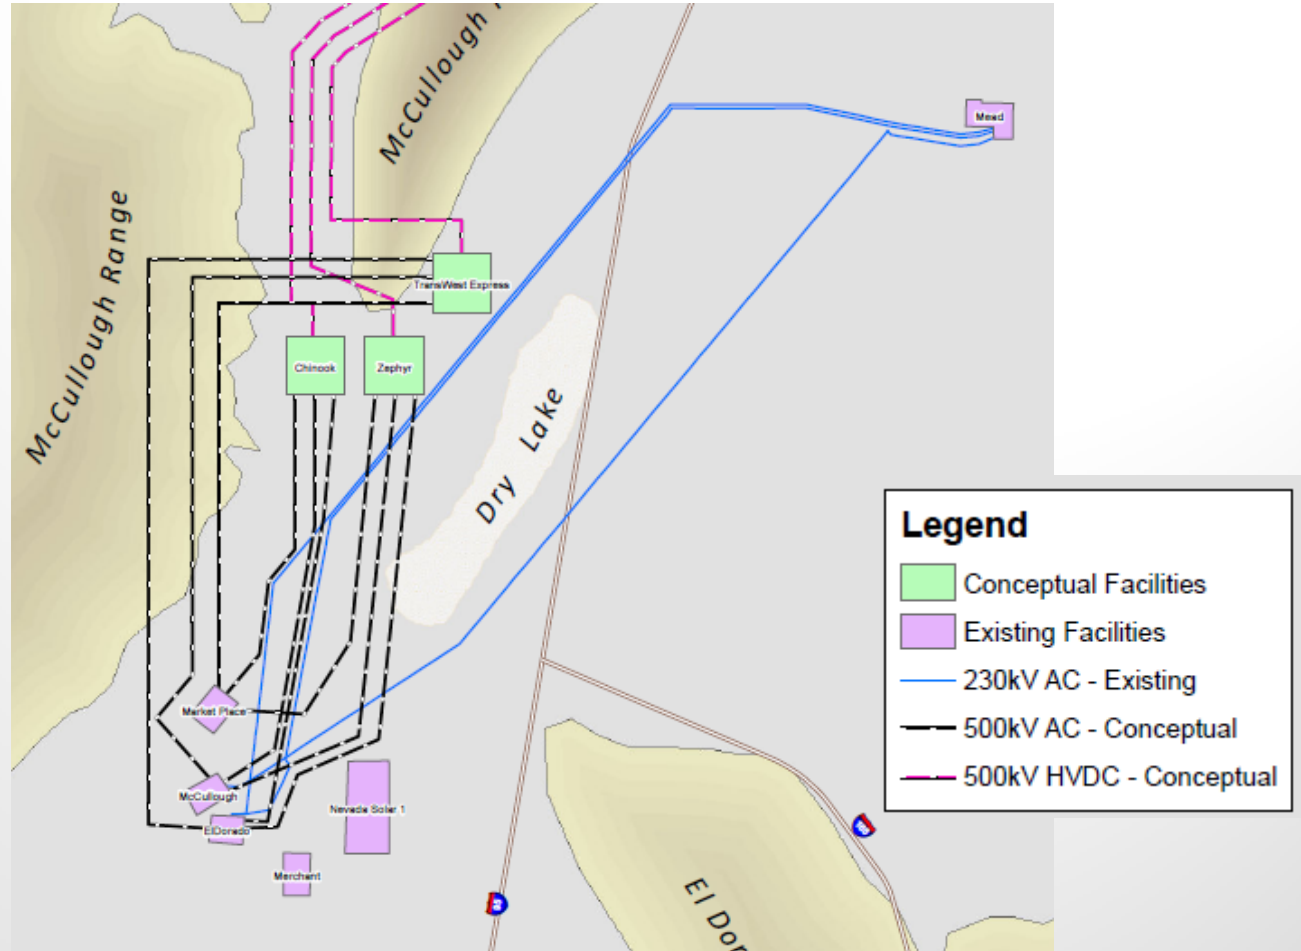 McCullough
McCullough Range
Mead
TransWest Express
Chinook
Zephyr
Dry Lake
Legend
Conceptual Facilities
Existing Facilities
230kV AC - Existing
500kV AC - Conceptual
500kV HVDC - Conceptual
Market Place
McCullough
Nevada Solar 1
ElDorado
Merchant
El Dor